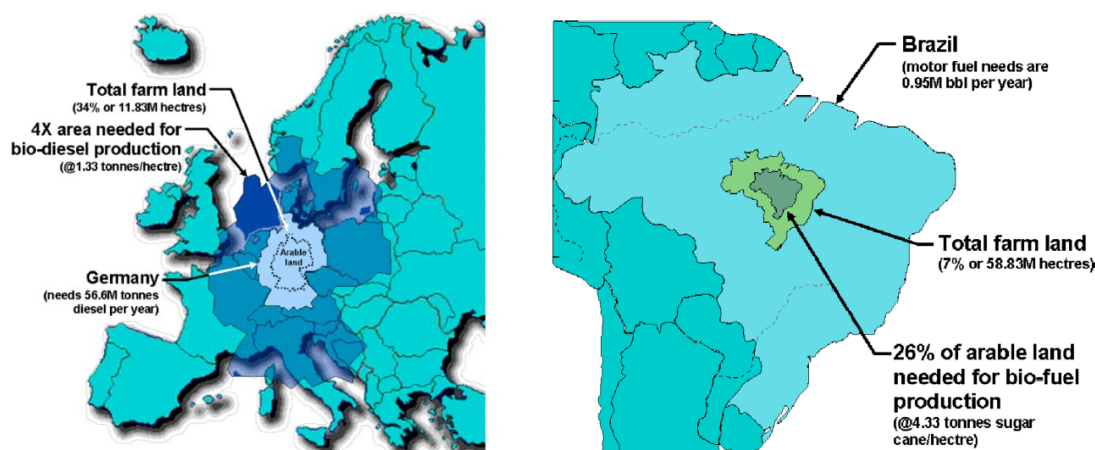 Total farm land
(34% or 11.83M hectres)
4X area needed for
bio-diesel production
(@1.33 tonnes/hectre)
Arable
land
Germany
(needs 56.6M tonnes
diesel per year)
Brazil
(motor fuel needs are
0.95M bbl per year)
Total farm land
(7% or 58.83M hectres)
26% of arable land
needed for bio-fuel
production
(@4.33 tonnes sugar
cane/hectre)